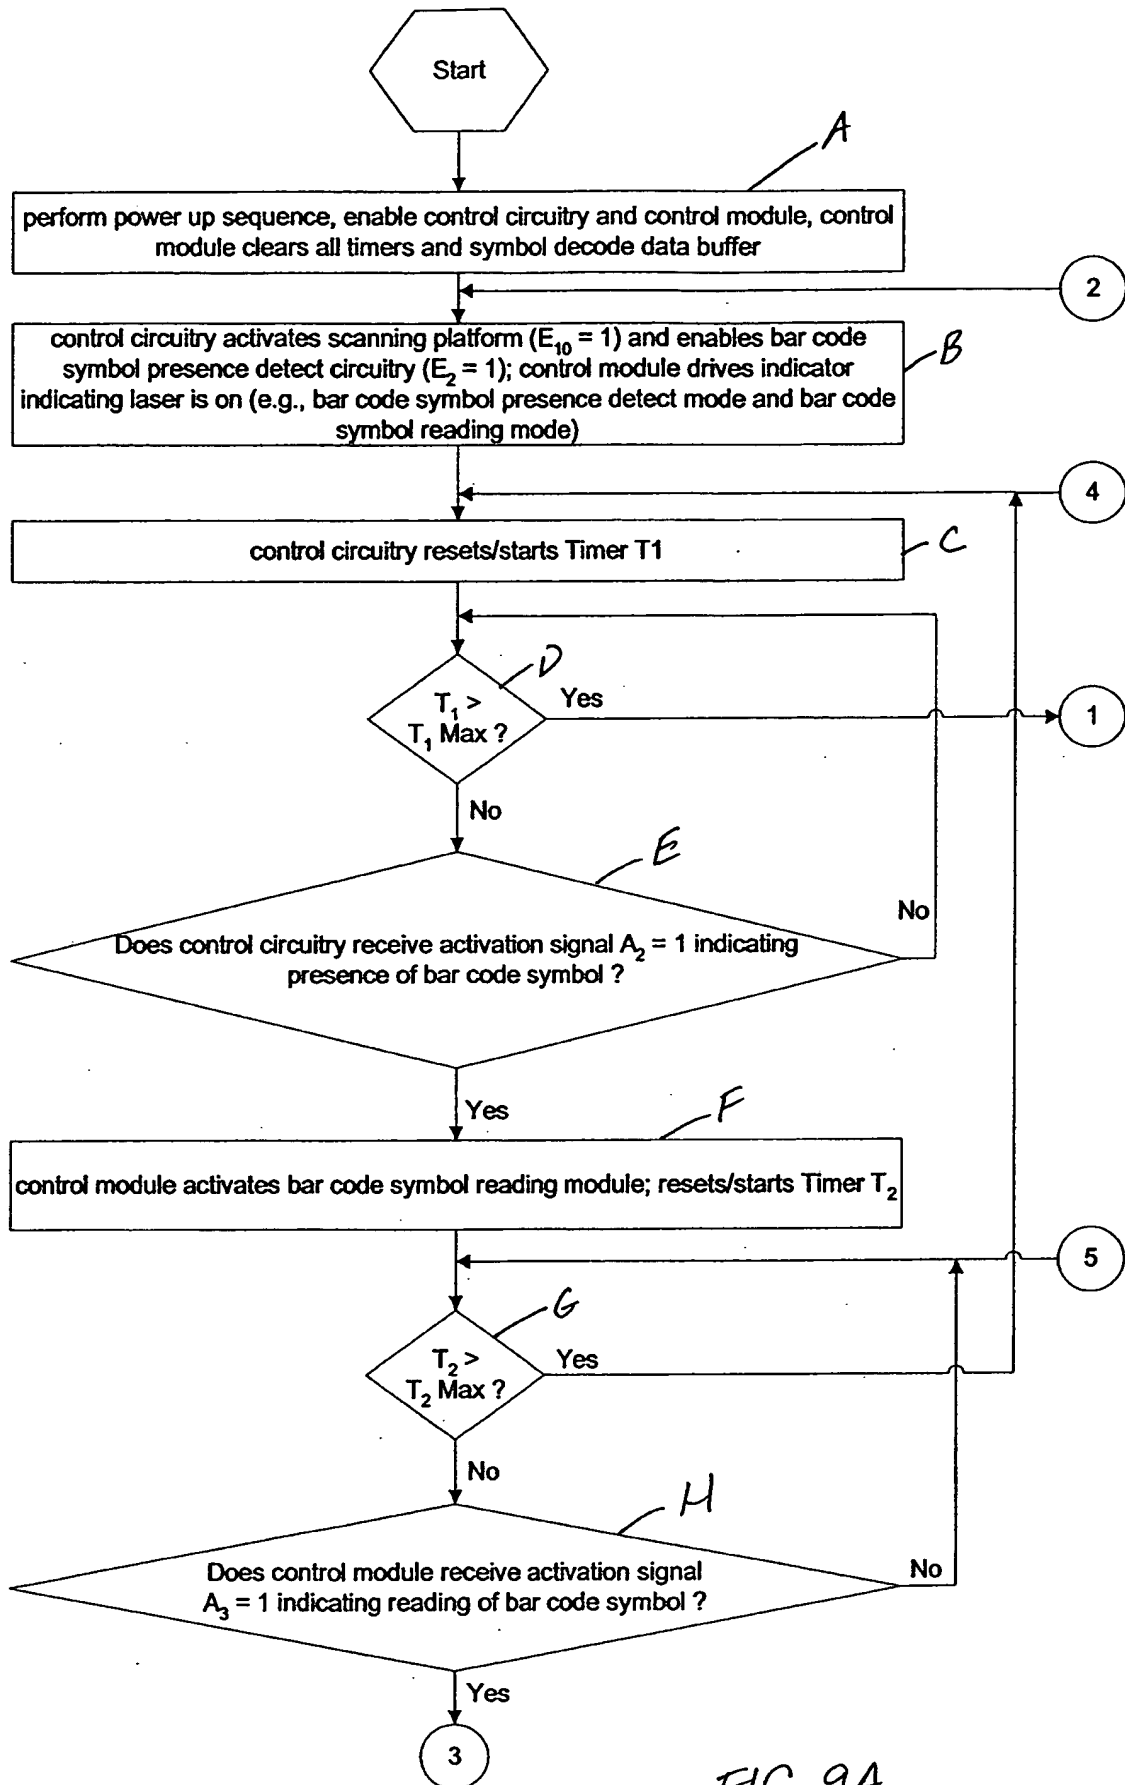 Start
A
perform power up sequence, enable control circuitry and control module, control
module clears all timers and symbol decode data buffer
2
control circuitry activates scanning platform (E₁₀ = 1) and enables bar code
symbol presence detect circuitry (E₂ = 1); control module drives indicator
indicating laser is on (e.g., bar code symbol presence detect mode and bar code
symbol reading mode)
B
4
control circuitry resets/starts Timer T1
C
D
T₁ >
T₁ Max ?
Yes
1
No
E
Does control circuitry receive activation signal A₂ = 1 indicating
presence of bar code symbol ?
No
Yes
F
control module activates bar code symbol reading module; resets/starts Timer T₂
5
G
T₂ >
T₂ Max ?
Yes
No
H
Does control module receive activation signal
A₃ = 1 indicating reading of bar code symbol ?
No
Yes
3
FIG. 9A